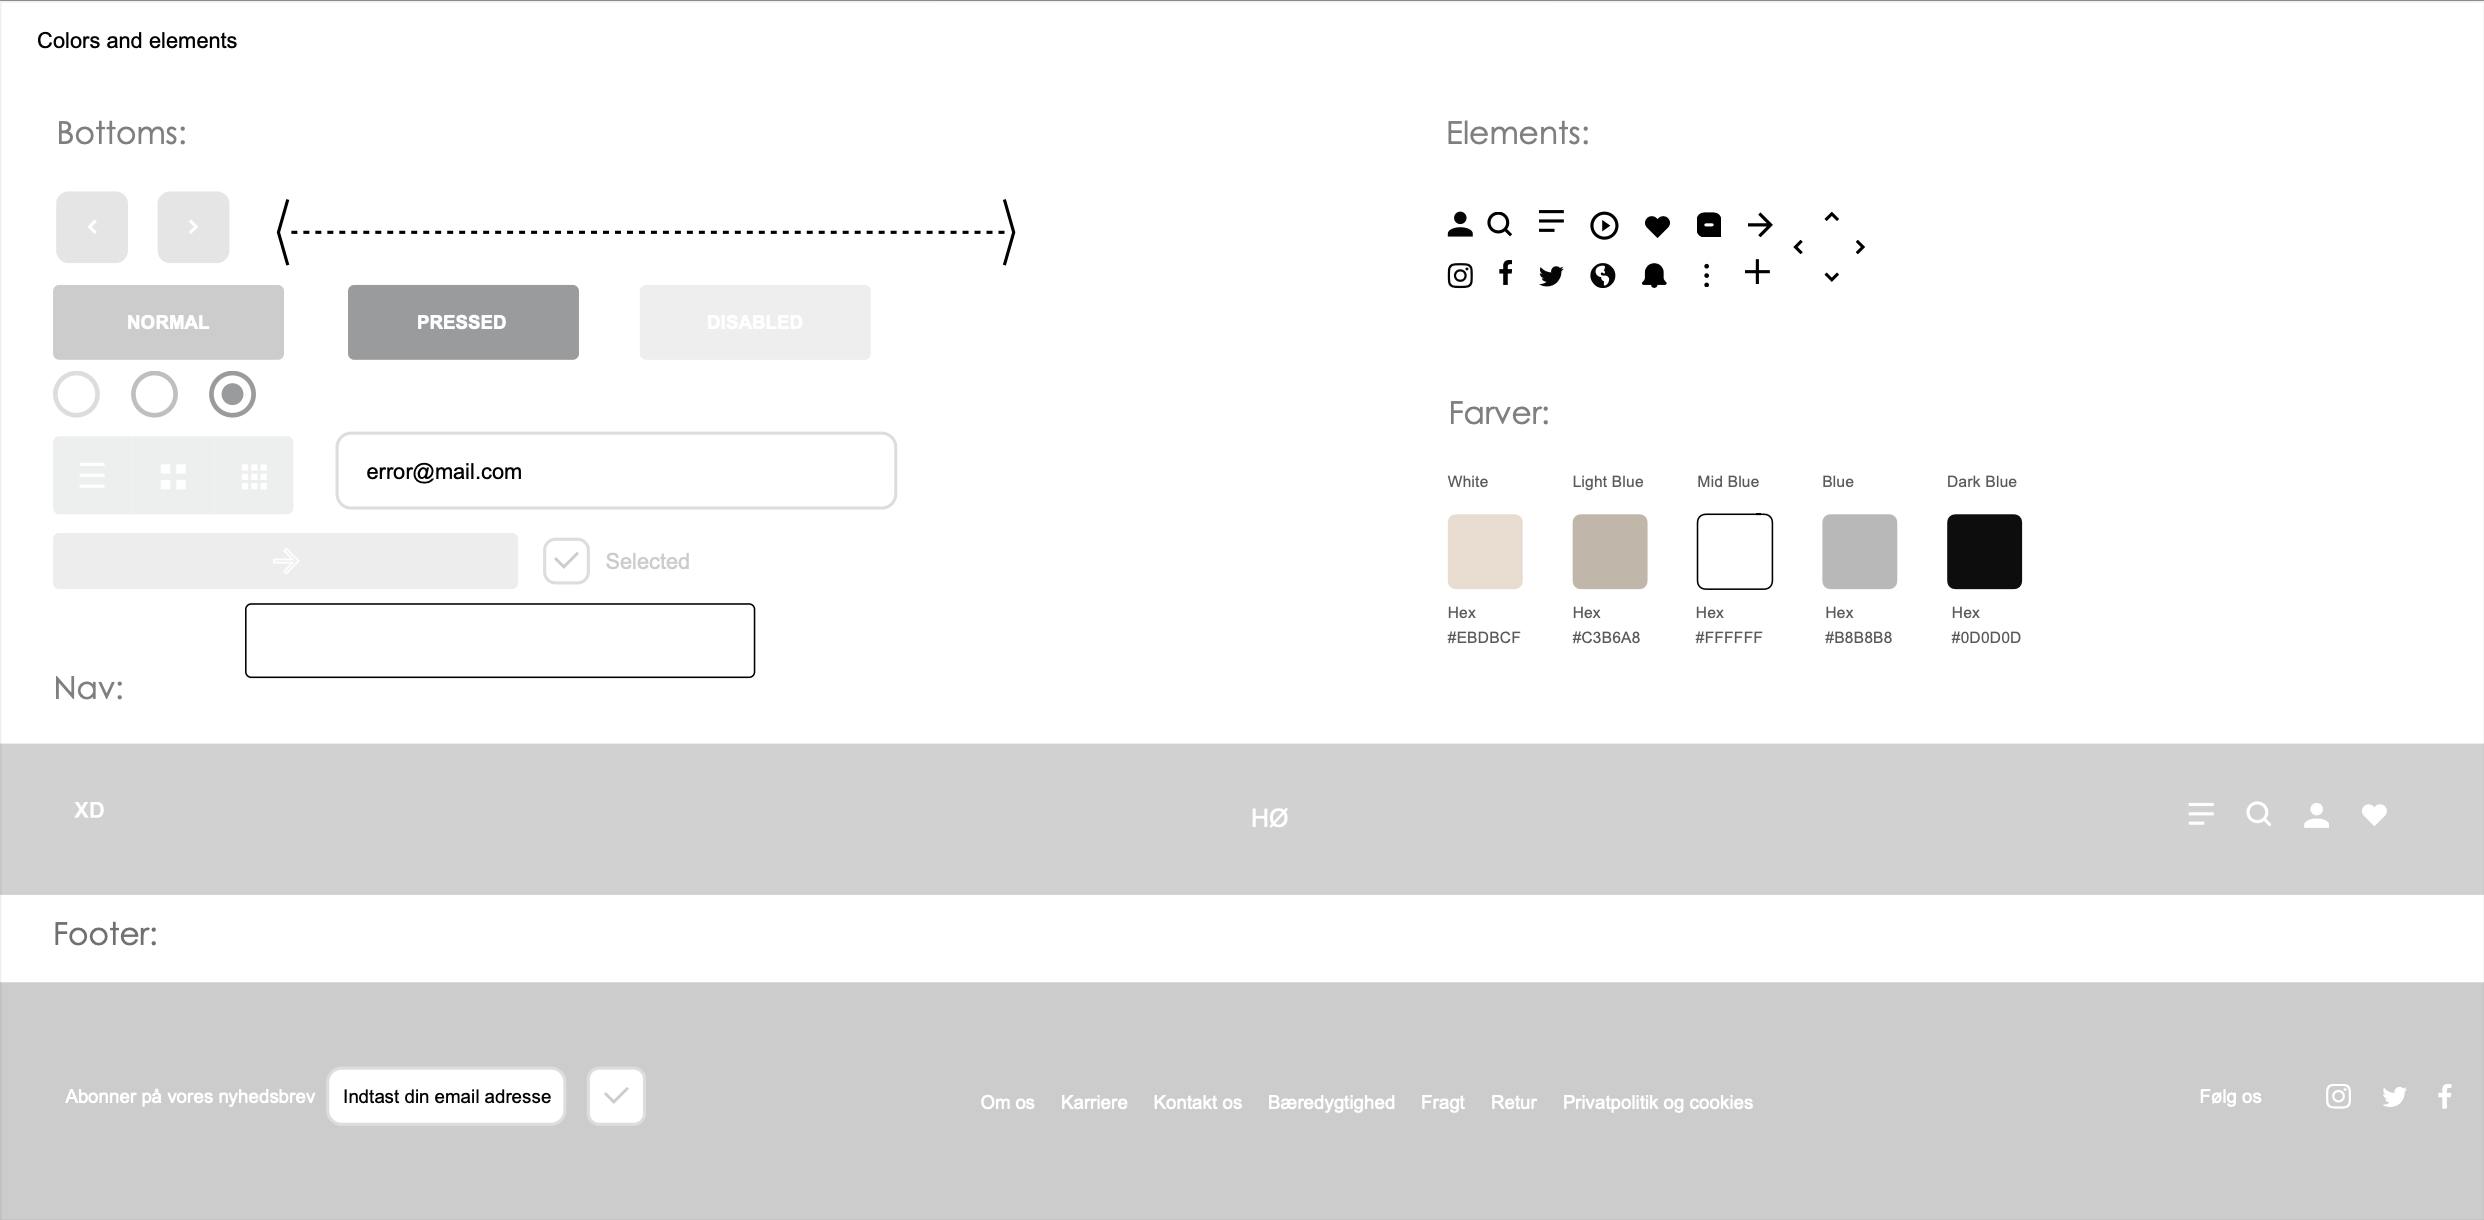 Colors and elements
Bottoms:
NORMAL
PRESSED
DISABLED
error@mail.com
Selected
Elements:
Farver:
White
Light Blue
Mid Blue
Blue
Dark Blue
Hex
#EBDBCF
Hex
#C3B6A8
Hex
#FFFFFF
Hex
#B8B8B8
Hex
#0D0D0D
Nav:
XD
HØ
Footer:
Abonner på vores nyhedsbrev
Indtast din email adresse
Om os
Karriere
Kontakt os
Bæredygtighed
Fragt
Retur
Privatpolitik og cookies
Følg os